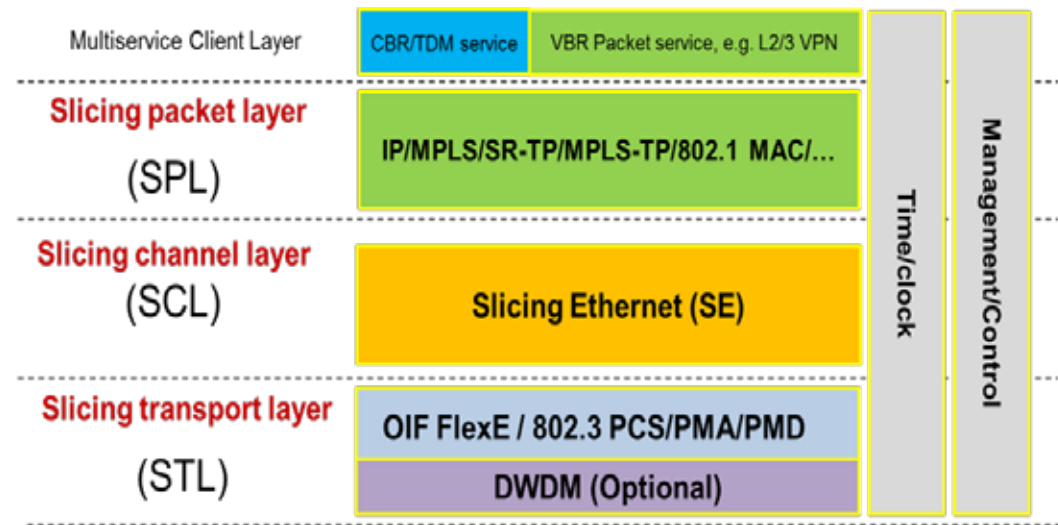 Multiservice Client Layer
CBR/TDM service
VBR Packet service, e.g. L2/3 VPN
Slicing packet layer
(SPL)
IP/MPLS/SR-TP/MPLS-TP/802.1 MAC/...
Slicing channel layer
(SCL)
Slicing Ethernet (SE)
Slicing transport layer
(STL)
OIF FlexE / 802.3 PCS/PMA/PMD
DWDM (Optional)
Time/clock
Management/Control